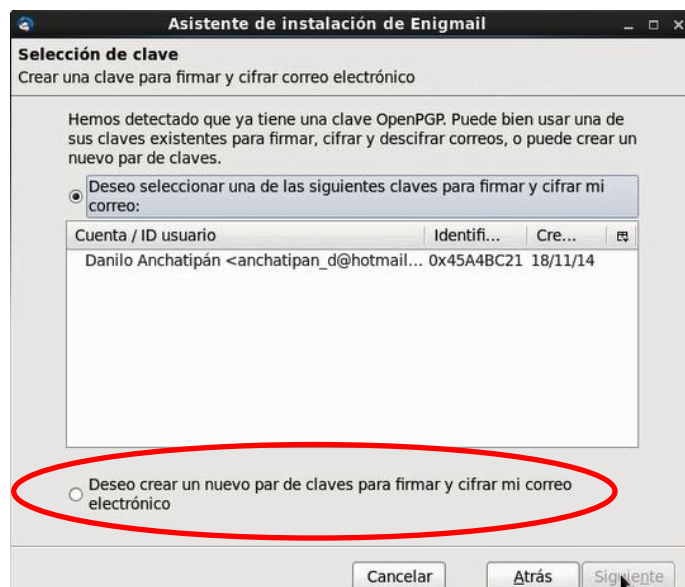 Asistente de instalación de Enigmail
Selección de clave
Crear una clave para firmar y cifrar correo electrónico
Hemos detectado que ya tiene una clave OpenPGP. Puede bien usar una de
sus claves existentes para firmar, cifrar y descifrar correos, o puede crear un
nuevo par de claves.
Deseo seleccionar una de las siguientes claves para firmar y cifrar mi
correo:
Cuenta / ID usuario Identifi... Cre...
Danilo Anchatipán <anchatipan_d@hotmail... 0x45A4BC21 18/11/14
Deseo crear un nuevo par de claves para firmar y cifrar mi correo
electrónico
Cancelar Atrás Siguiente